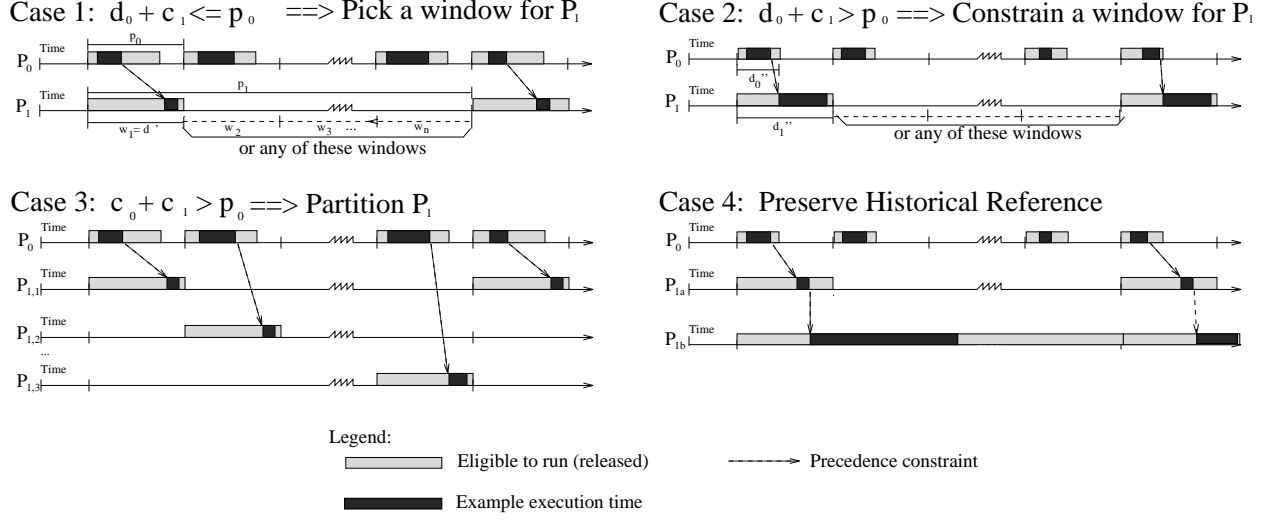 Case 1: d₀ + c₁ <= p₀ ==> Pick a window for P₁
Time
p₀
P₀
Time
p₁
P₁
w₁= d ' w₂ w₃ ... wₙ
or any of these windows
Case 2: d₀ + c₁ > p₀ ==> Constrain a window for P₁
Time
P₀
d₀''
Time
P₁
d₁''
or any of these windows
Case 3: c₀ + c₁ > p₀ ==> Partition P₁
Time
P₀
Time
P₁,₁
Time
P₁,₂
...
Time
P₁,₃
Case 4: Preserve Historical Reference
Time
P₀
Time
P₁a
Time
P₁b
Legend:
Eligible to run (released)
Precedence constraint
Example execution time